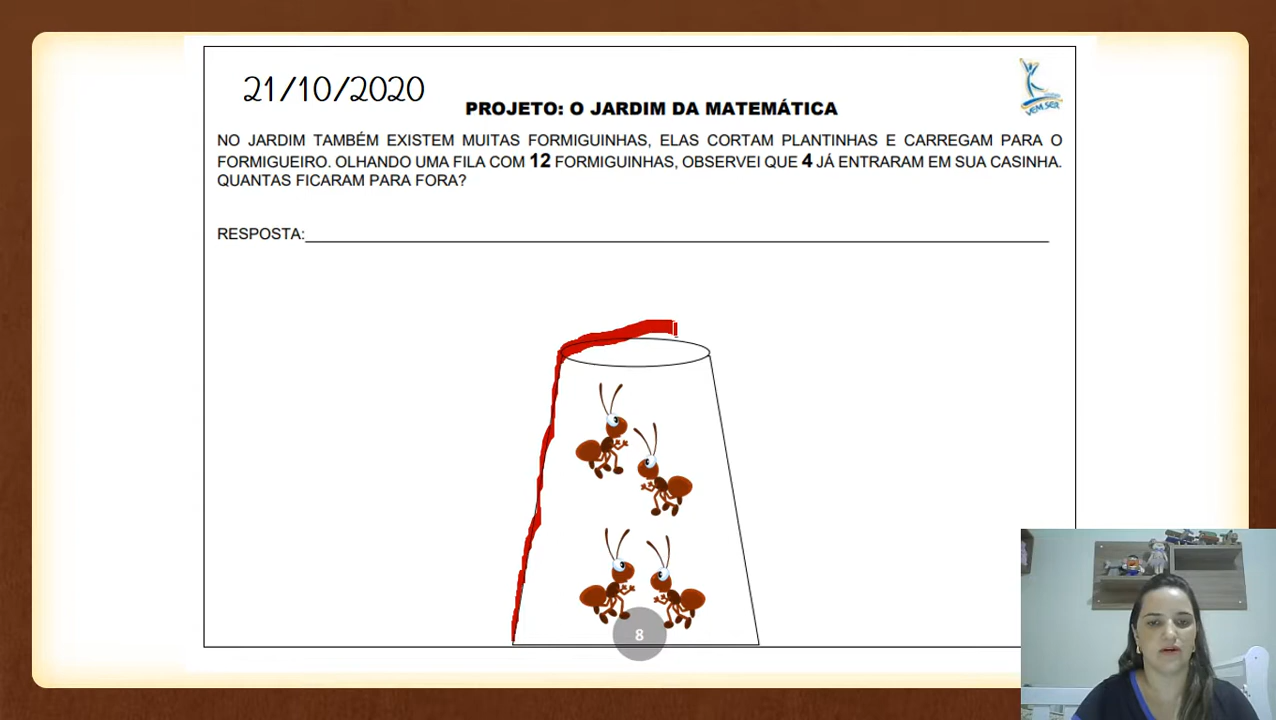 21/10/2020
PROJETO: O JARDIM DA MATEMÁTICA
VEM SER
NO JARDIM TAMBÉM EXISTEM MUITAS FORMIGUINHAS, ELAS CORTAM PLANTINHAS E CARREGAM PARA O
FORMIGUEIRO. OLHANDO UMA FILA COM 12 FORMIGUINHAS, OBSERVEI QUE 4 JÁ ENTRARAM EM SUA CASINHA.
QUANTAS FICARAM PARA FORA?
RESPOSTA:
8